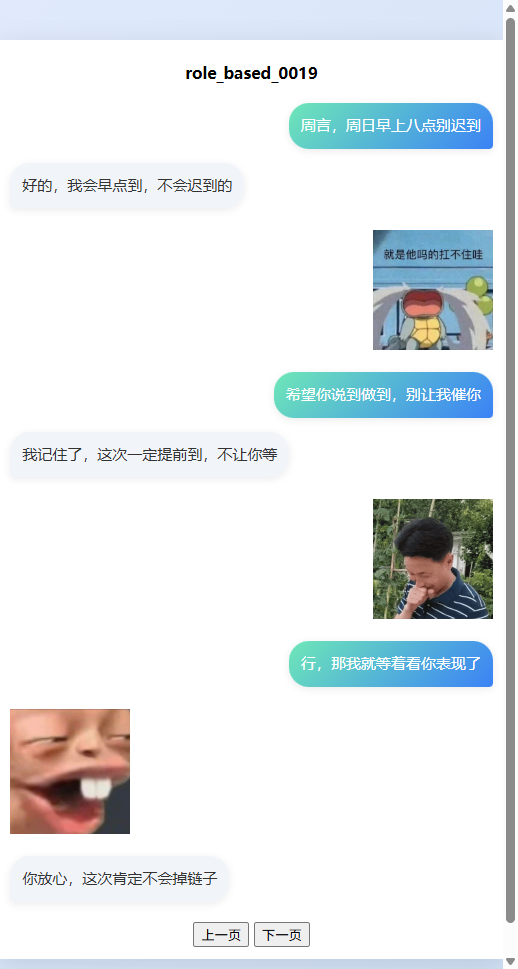 role_based_0019
周言，周日早上八点别迟到
好的，我会早点到，不会迟到的
就是他吗的扛不住哇
希望你说到做到，别让我催你
我记住了，这次一定提前到，不让你等
行，那我就等着看你表现了
你放心，这次肯定不会掉链子
上一页 下一页